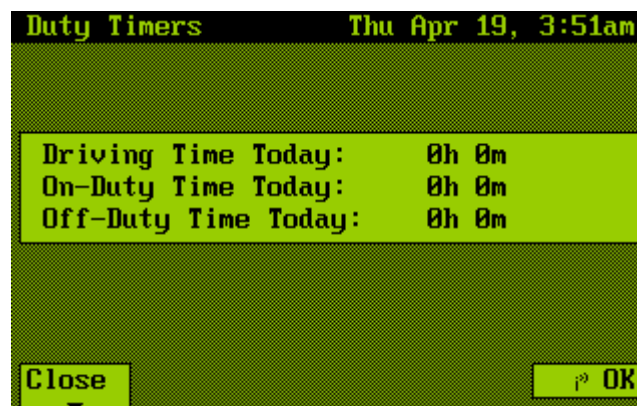 Duty Timers Thu Apr 19, 3:51am
Driving Time Today: 0h 0m
On-Duty Time Today: 0h 0m
Off-Duty Time Today: 0h 0m
Close OK